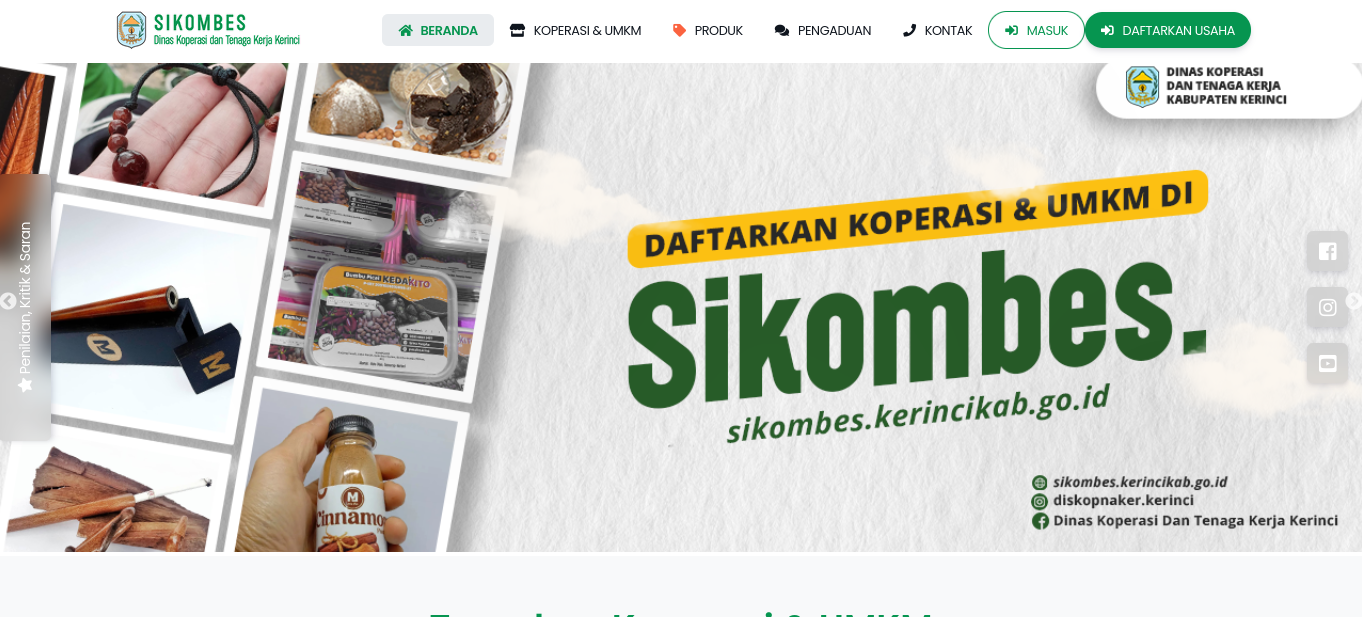 SIKOMBES
Dinas Koperasi dan Tenaga Kerja Kerinci
BERANDA
KOPERASI & UMKM
PRODUK
PENGADUAN
KONTAK
MASUK
DAFTARKAN USAHA
DINAS KOPERASI
DAN TENAGA KERJA
KABUPATEN KERINCI
Penilaian, Kritik & Saran
DAFTARKAN KOPERASI & UMKM DI
Sikombes.
sikombes.kerincikab.go.id
Bumbu Pical KEDAKITO
M
M
M
Cinnamon
sikombes.kerincikab.go.id
diskopnaker.kerinci
Dinas Koperasi Dan Tenaga Kerja Kerinci